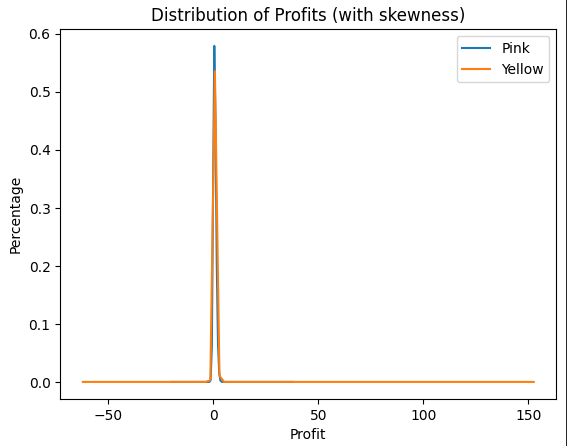 Distribution of Profits (with skewness)
0.6
0.5
0.4
0.3
0.2
0.1
0.0
Percentage
Pink
Yellow
−50
0
50
100
150
Profit